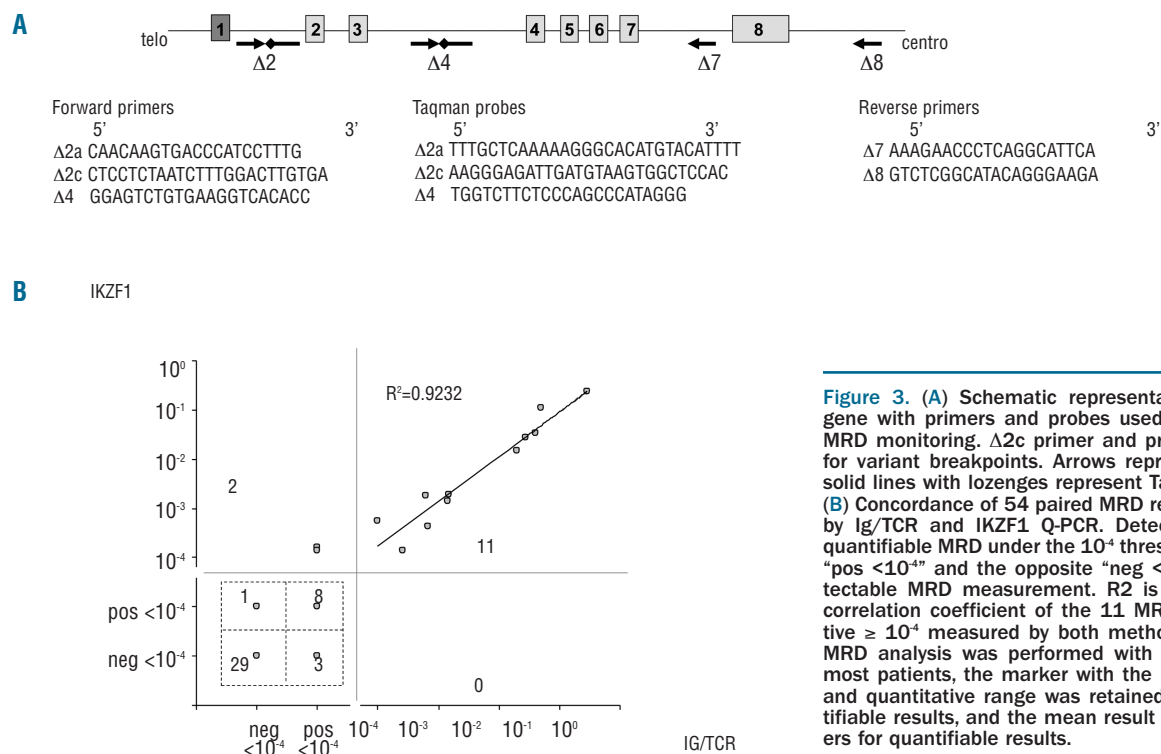 A
telo 1 2 3 4 5 6 7 8 centro
Δ2 Δ4 Δ7 Δ8
Forward primers
5’ 3’
Δ2a CAACAAGTGACCCATCCTTTG
Δ2c CTCCTCTAATCTTTGGACTTGTGA
Δ4 GGAGTCTGTGAAGGTCACACC
Taqman probes
5’ 3’
Δ2a TTTGCTCAAAAAGGGCACATGTACATTTT
Δ2c AAGGGAGATTGATGTAAGTGGCTCCAC
Δ4 TGGTCTTCTCCCAGCCCATAGGG
Reverse primers
5’ 3’
Δ7 AAAGAACCCTCAGGCATTCA
Δ8 GTCTCGGCATACAGGGAAGA
B IKZF1
10⁰
10⁻¹
10⁻²
10⁻³
10⁻⁴
pos <10⁻⁴
neg <10⁻⁴
R²=0.9232
2
11
1 8
29 3
0
neg <10⁻⁴
pos <10⁻⁴
10⁻⁴ 10⁻³ 10⁻² 10⁻¹ 10⁰
IG/TCR
Figure 3. (A) Schematic represent
gene with primers and probes used
MRD monitoring. Δ2c primer and pr
for variant breakpoints. Arrows repr
solid lines with lozenges represent Ta
(B) Concordance of 54 paired MRD re
by Ig/TCR and IKZF1 Q-PCR. Detec
quantifiable MRD under the 10⁻⁴ thres
“pos <10⁻⁴” and the opposite “neg <
tectable MRD measurement. R2 is
correlation coefficient of the 11 MR
tive ≥ 10⁻⁴ measured by both metho
MRD analysis was performed with
most patients, the marker with the
and quantitative range was retained
tifiable results, and the mean result
ers for quantifiable results.